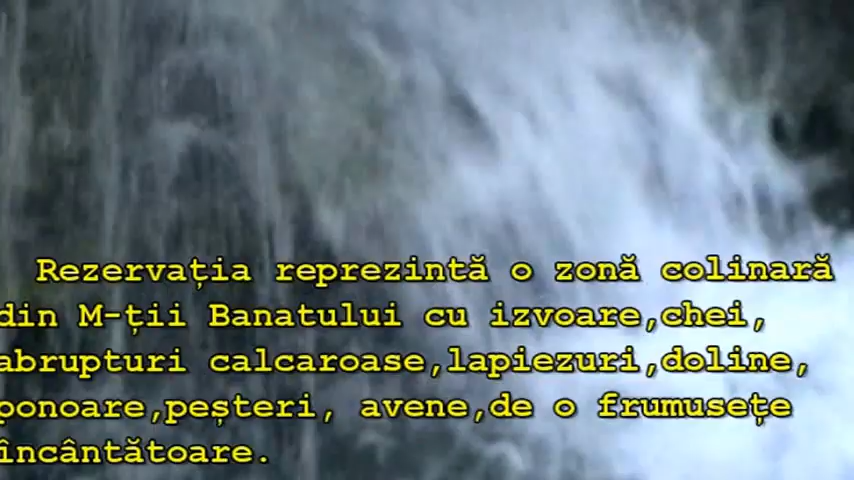 Rezervația reprezintă o zonă colinară
din M-ții Banatului cu izvoare,chei,
abrupturi calcaroase,lapiezuri,doline,
ponoare,peșteri, avene,de o frumusețe
încântătoare.